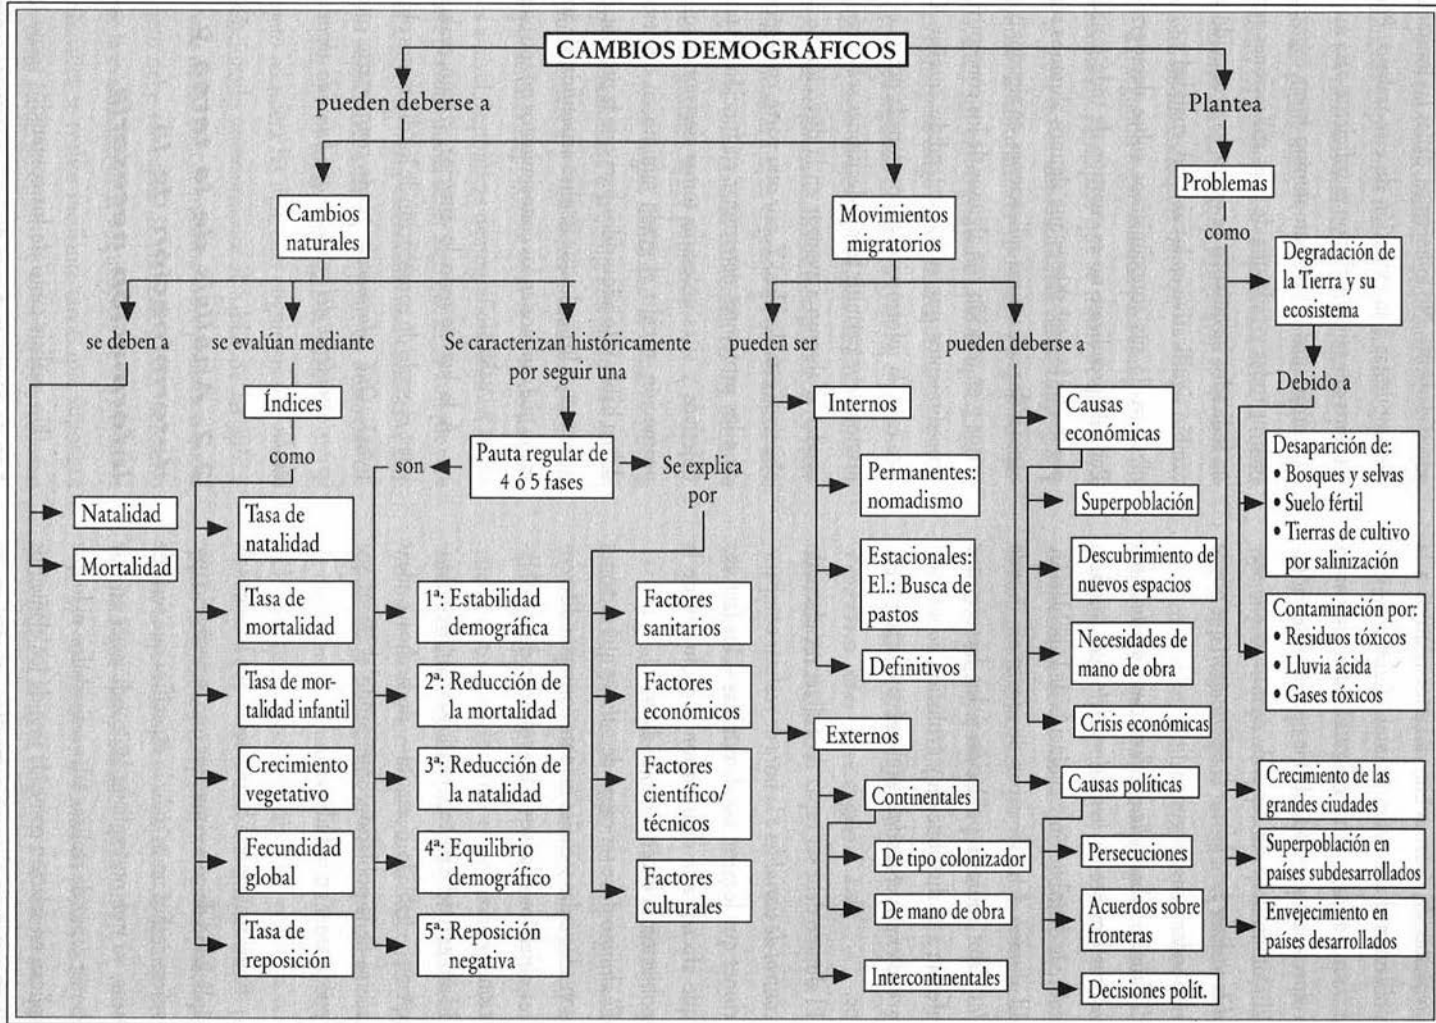 CAMBIOS DEMOGRÁFICOS
pueden deberse a
Plantea
Cambios
naturales
Movimientos
migratorios
Problemas
como
se deben a
se evalúan mediante
Se caracterizan históricamente
por seguir una
pueden ser
pueden deberse a
Degradación de
la Tierra y su
ecosistema
Debido a
Natalidad
Mortalidad
Índices
como
Tasa de
natalidad
Tasa de
mortalidad
Tasa de mor-
talidad infantil
Crecimiento
vegetativo
Fecundidad
global
Tasa de
reposición
Pauta regular de
4 ó 5 fases
son
Se explica
por
1ª: Estabilidad
demográfica
2ª: Reducción de
la mortalidad
3ª: Reducción de
la natalidad
4ª: Equilibrio
demográfico
5ª: Reposición
negativa
Factores
sanitarios
Factores
económicos
Factores
científico/
técnicos
Factores
culturales
Internos
Permanentes:
nomadismo
Estacionales:
El.: Busca de
pastos
Definitivos
Externos
Continentales
De tipo colonizador
De mano de obra
Intercontinentales
Causas
económicas
Superpoblación
Descubrimiento de
nuevos espacios
Necesidades de
mano de obra
Crisis económicas
Causas políticas
Persecuciones
Acuerdos sobre
fronteras
Decisiones polít.
Desaparición de:
• Bosques y selvas
• Suelo fértil
• Tierras de cultivo
por salinización
Contaminación por:
• Residuos tóxicos
• Lluvia ácida
• Gases tóxicos
Crecimiento de las
grandes ciudades
Superpoblación en
países subdesarrollados
Envejecimiento en
países desarrollados